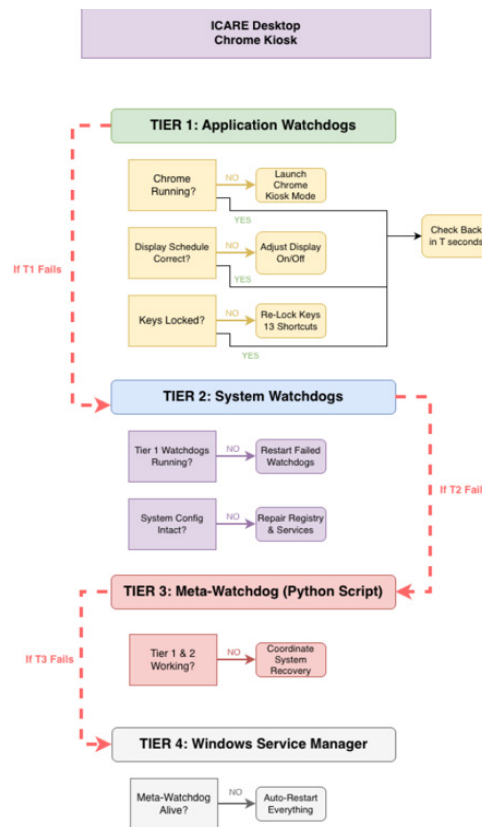 ICARE Desktop
Chrome Kiosk
TIER 1: Application Watchdogs
Chrome
Running?
NO
Launch
Chrome
Kiosk Mode
YES
Check Back
in T seconds
Display Schedule
Correct?
NO
Adjust Display
On/Off
YES
If T1 Fails
Keys Locked?
NO
Re-Lock Keys
13 Shortcuts
YES
TIER 2: System Watchdogs
Tier 1 Watchdogs
Running?
NO
Restart Failed
Watchdogs
If T2 Fail
System Config
Intact?
NO
Repair Registry
& Services
TIER 3: Meta-Watchdog (Python Script)
If T3 Fails
Tier 1 & 2
Working?
NO
Coordinate
System
Recovery
TIER 4: Windows Service Manager
Meta-Watchdog
Alive?
NO
Auto-Restart
Everything